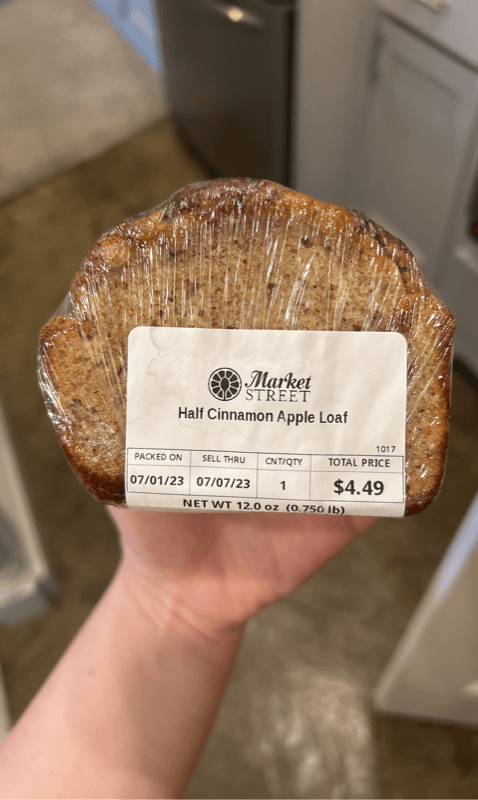 Market
STREET
Half Cinnamon Apple Loaf
1017
PACKED ON SELL THRU CNT/QTY TOTAL PRICE
07/01/23 07/07/23 1 $4.49
NET WT 12.0 oz (0.750 lb)